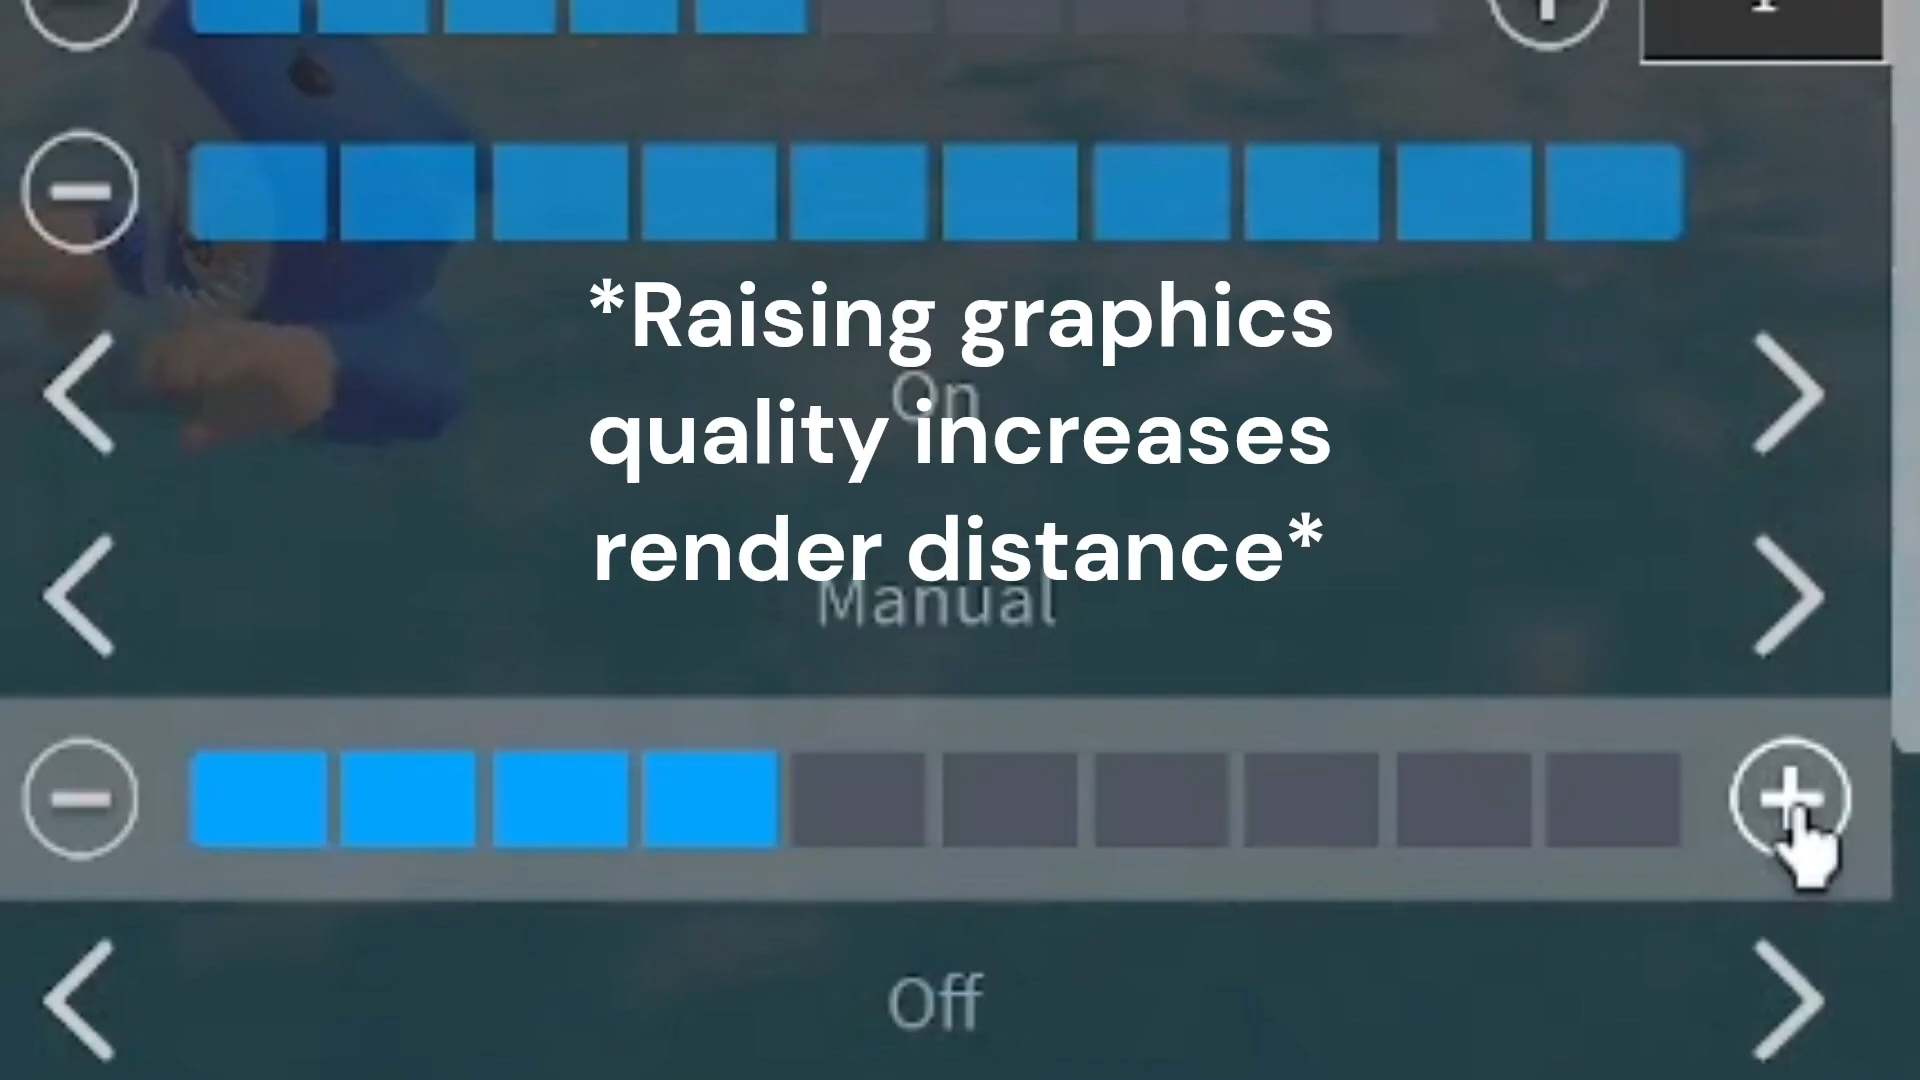 *Raising graphics
On
quality increases
render distance*
Manual
Off